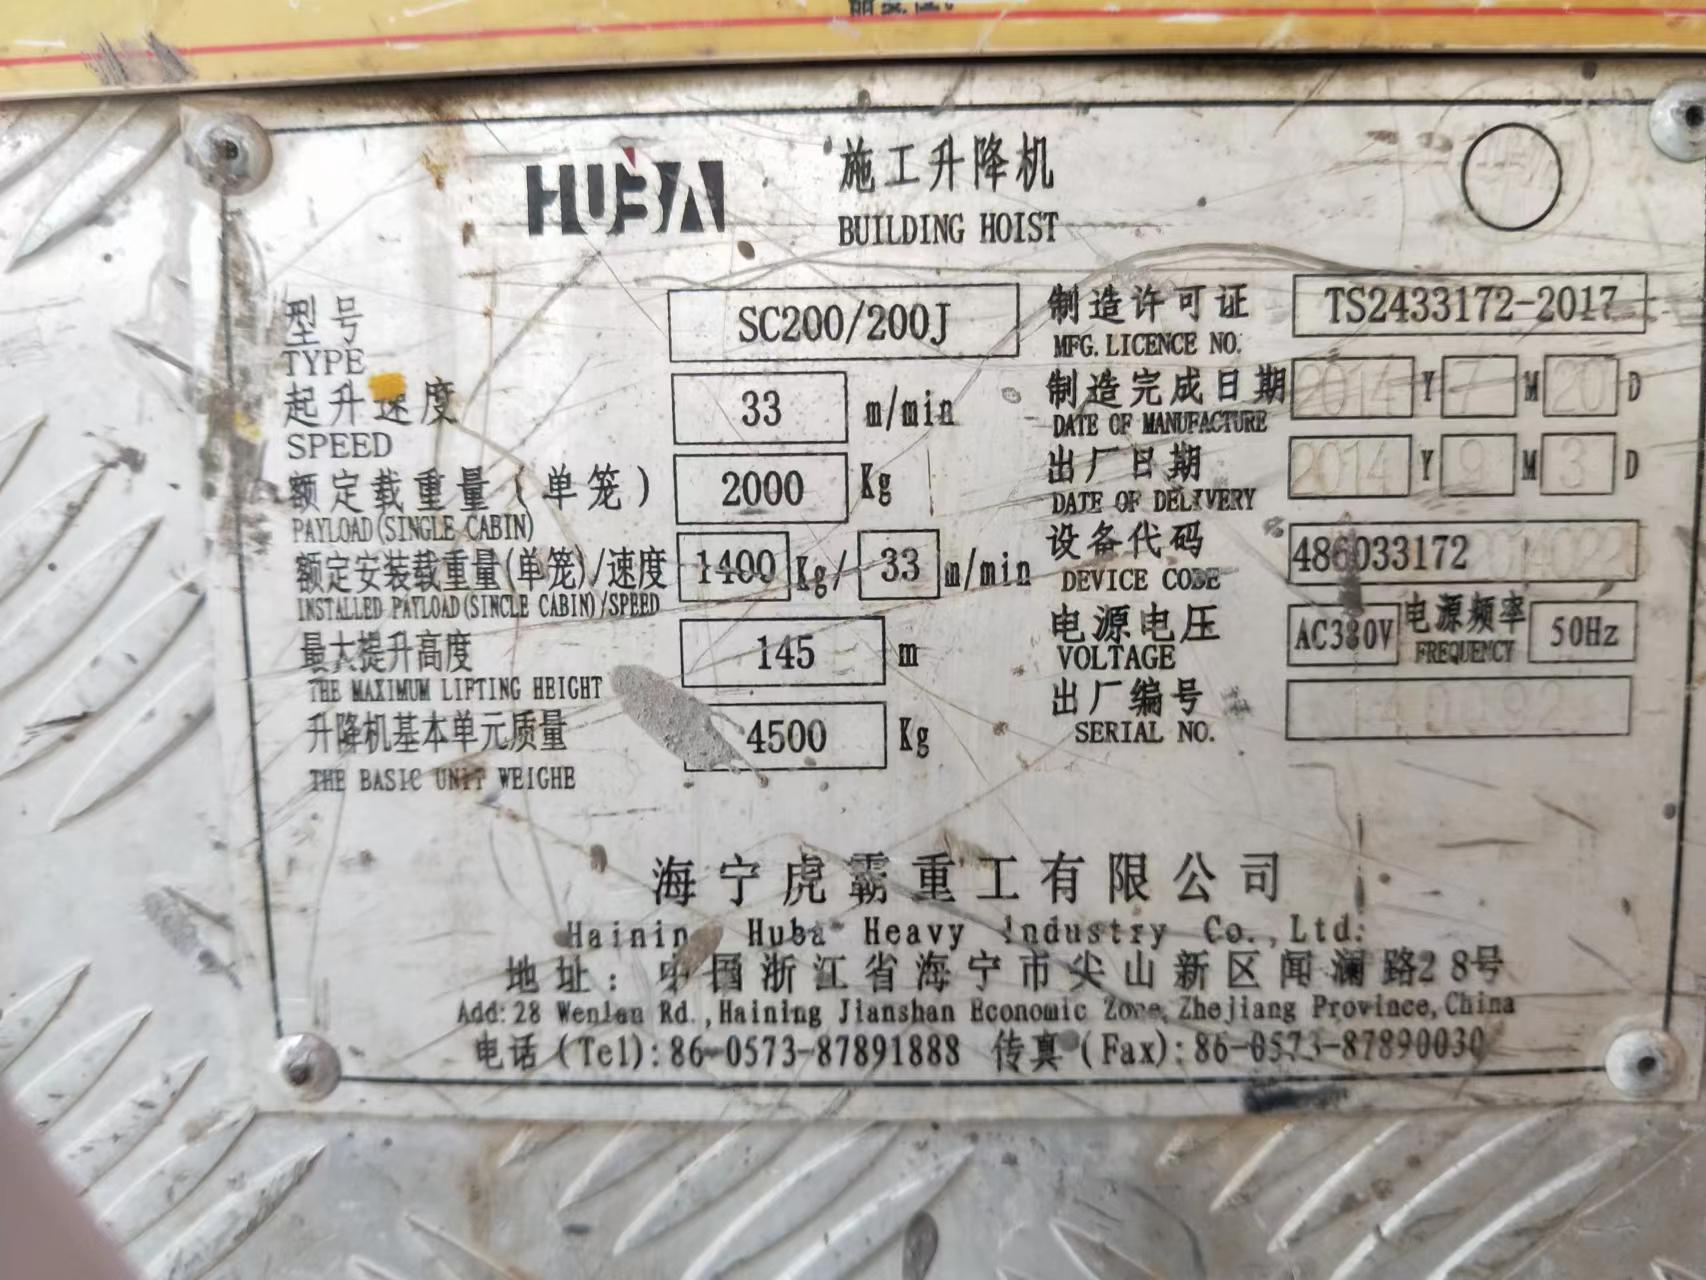 HUBA
施工升降机
BUILDING HOIST
型号 SC200/200J
TYPE
起升速度 33 m/min
SPEED
额定载重量(单笼) 2000 Kg
PAYLOAD(SINGLE CABIN)
额定安装载重量(单笼)/速度 1400 Kg/ 33 m/min
INSTALLED PAYLOAD(SINCLE CABIN)/SPEED
最大提升高度 145 m
THE MAXIMUM LIFTING HEIGHT
升降机基本单元质量 4500 Kg
THE BASIC UNIT WEIGHE
制造许可证 TS2433172-2017
MFG.LICENCE NO.
制造完成日期 2014 Y 7 M 20 D
DATE OF MANUFACTURE
出厂日期 2014 Y 9 M 3 D
DATE OF DELIVERY
设备代码 486033172
DEVICE CODE
电源电压 AC380V 电源频率 50Hz
VOLTAGE FREQUENCY
出厂编号
SERIAL NO.
海宁虎霸重工有限公司
Haining Huba Heavy Industry Co.,Ltd.
地址：中国浙江省海宁市尖山新区闻澜路28号
Add:28 Wenlan Rd.,Haining Jianshan Economic Zone,Zhejiang Province,China
电话(Tel):86-0573-87891888 传真(Fax):86-0573-87890030